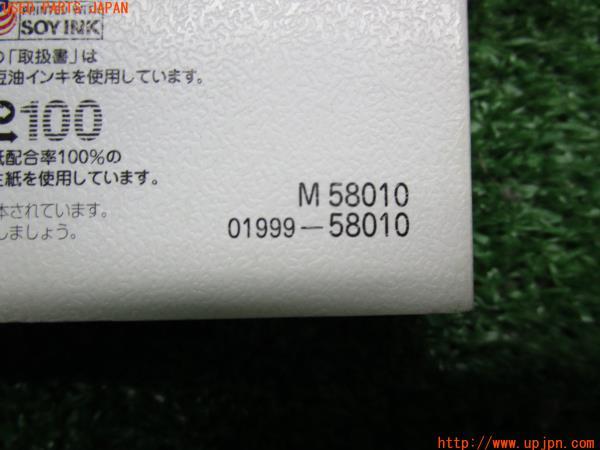 USED PARTS JAPAN
SOY INK
「取扱書」は
豆油インキを使用しています。
100
紙配合率100%の
生紙を使用しています。
本されています。
しましょう。
M 58010
01999-58010
http://www.upjpn.com/